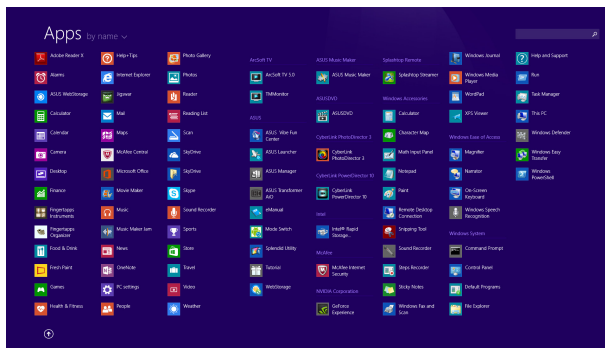 Apps by name
Adobe Reader X
Alarms
ASUS WebStorage
Calculator
Calendar
Camera
Desktop
Finance
Fingertapps
Instruments
Fingertapps
Organizer
Food & Drink
Fresh Paint
Games
Health & Fitness
Help+Tips
Internet Explorer
Jigswar
Mail
Maps
McAfee Central
Microsoft Office
Movie Maker
Music
Music Maker Jam
News
OneNote
PC settings
People
Photo Gallery
Photos
Reader
Reading List
Scan
SkyDrive
SkyDrive
Skype
Sound Recorder
Sports
Store
Travel
Video
Weather
ArcSoft TV
ArcSoft TV 5.0
TMMonitor
ASUS
ASUS Vibe Fun
Center
ASUS Launcher
ASUS Manager
ASUS Transformer
AiO
eManual
Mode Switch
Splendid Utility
Tutorial
WebStorage
ASUS Music Maker
ASUS Music Maker
ASUSDVD
ASUSDVD
CyberLink PhotoDirector 3
CyberLink
PhotoDirector 3
CyberLink PowerDirector 10
CyberLink
PowerDirector 10
Intel
Intel® Rapid
Storage...
McAfee
McAfee Internet
Security
NVIDIA Corporation
GeForce
Experience
Splashtop Remote
Splashtop Streamer
Windows Accessories
Calculator
Character Map
Math Input Panel
Notepad
Paint
Remote Desktop
Connection
Snipping Tool
Sound Recorder
Steps Recorder
Sticky Notes
Windows Fax and
Scan
Windows Journal
Windows Media
Player
WordPad
XPS Viewer
Windows Ease of Access
Magnifier
Narrator
On-Screen
Keyboard
Windows Speech
Recognition
Windows System
Command Prompt
Control Panel
Default Programs
File Explorer
Help and Support
Run
Task Manager
This PC
Windows Defender
Windows Easy
Transfer
Windows
PowerShell